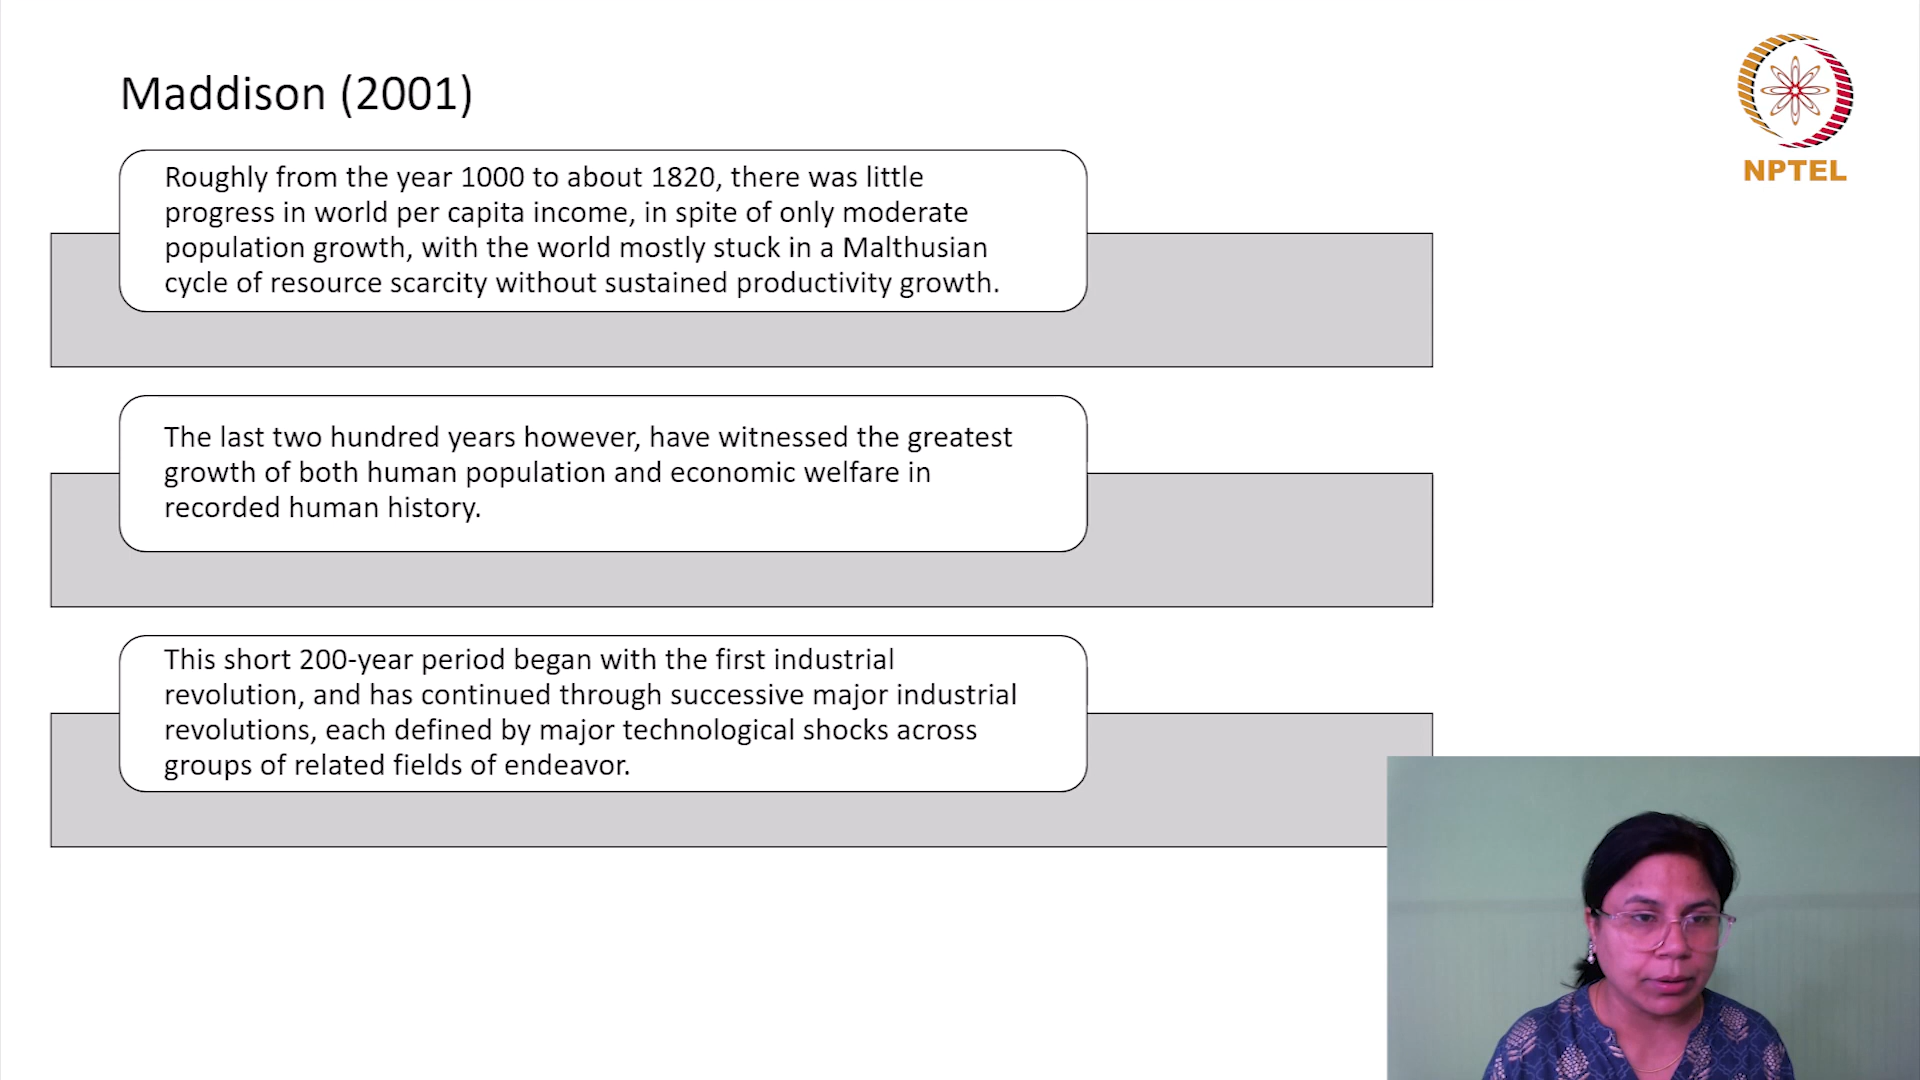 Maddison (2001)
NPTEL
Roughly from the year 1000 to about 1820, there was little
progress in world per capita income, in spite of only moderate
population growth, with the world mostly stuck in a Malthusian
cycle of resource scarcity without sustained productivity growth.
The last two hundred years however, have witnessed the greatest
growth of both human population and economic welfare in
recorded human history.
This short 200-year period began with the first industrial
revolution, and has continued through successive major industrial
revolutions, each defined by major technological shocks across
groups of related fields of endeavor.